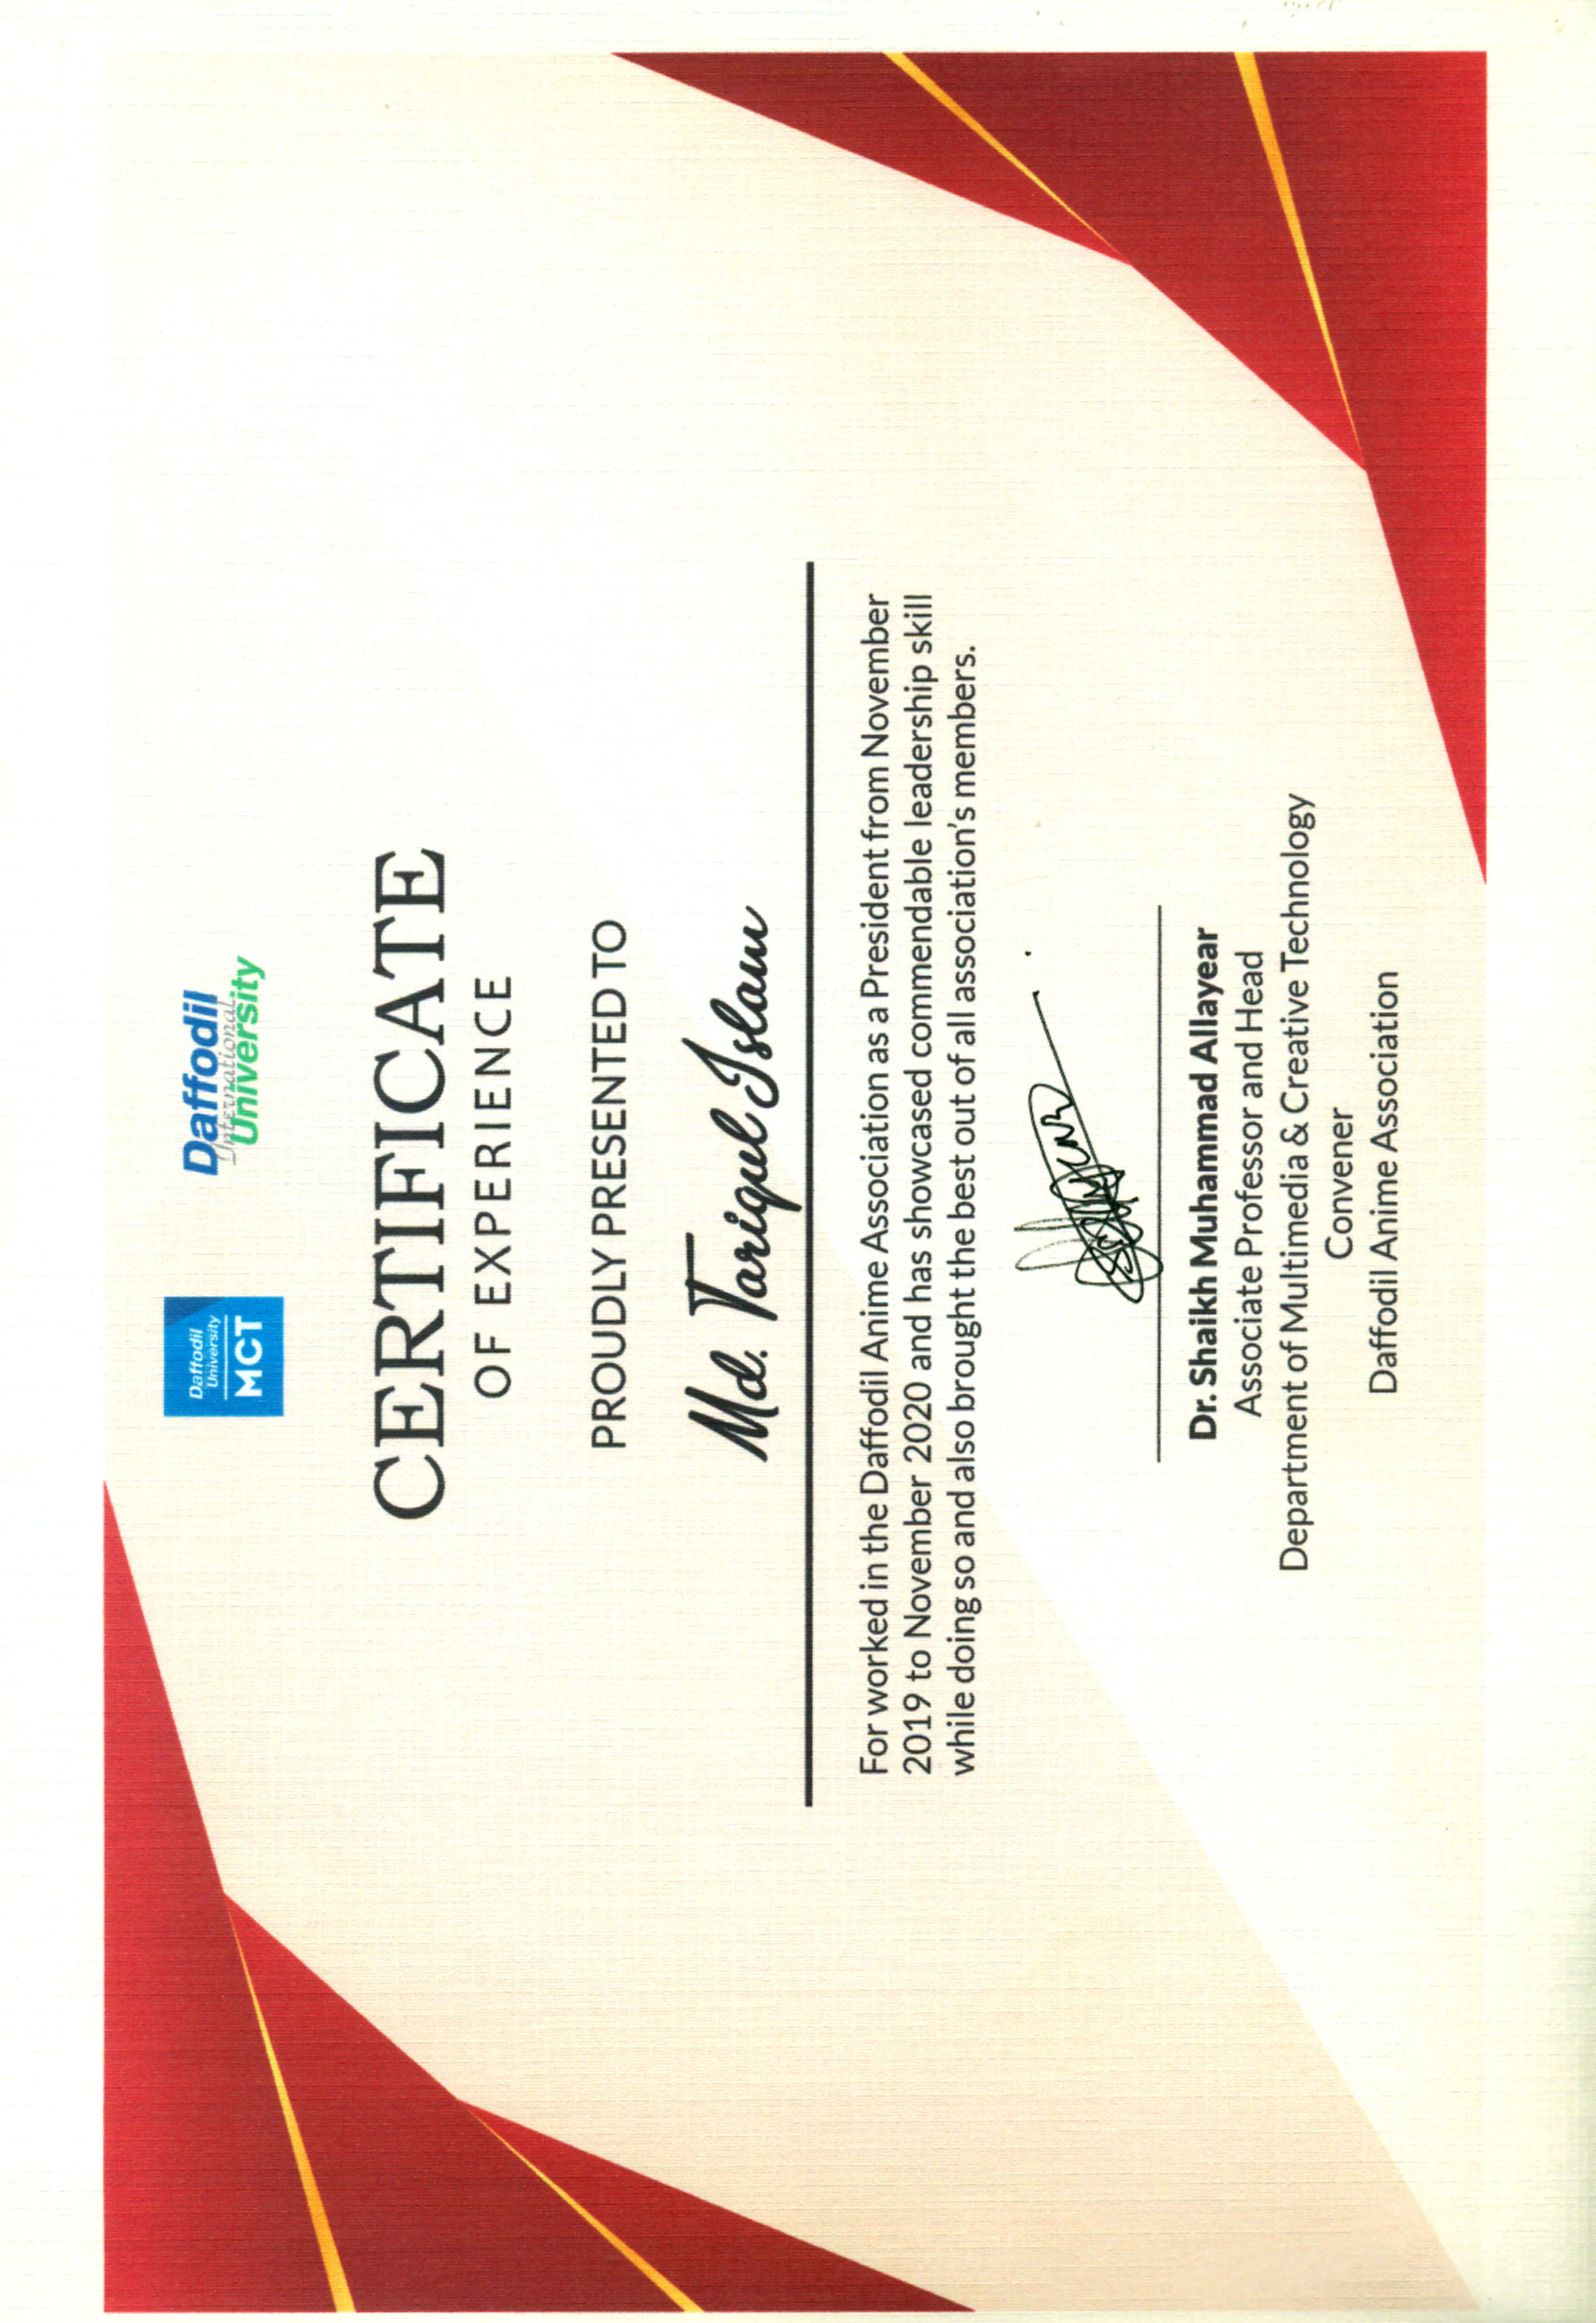 Daffodil
University
MCT
Daffodil
International
University
CERTIFICATE
OF EXPERIENCE
PROUDLY PRESENTED TO
Md. Tariqul Islam
For worked in the Daffodil Anime Association as a President from November
2019 to November 2020 and has showcased commendable leadership skill
while doing so and also brought the best out of all association's members.
Dr. Shaikh Muhammad Allayear
Associate Professor and Head
Department of Multimedia & Creative Technology
Convener
Daffodil Anime Association